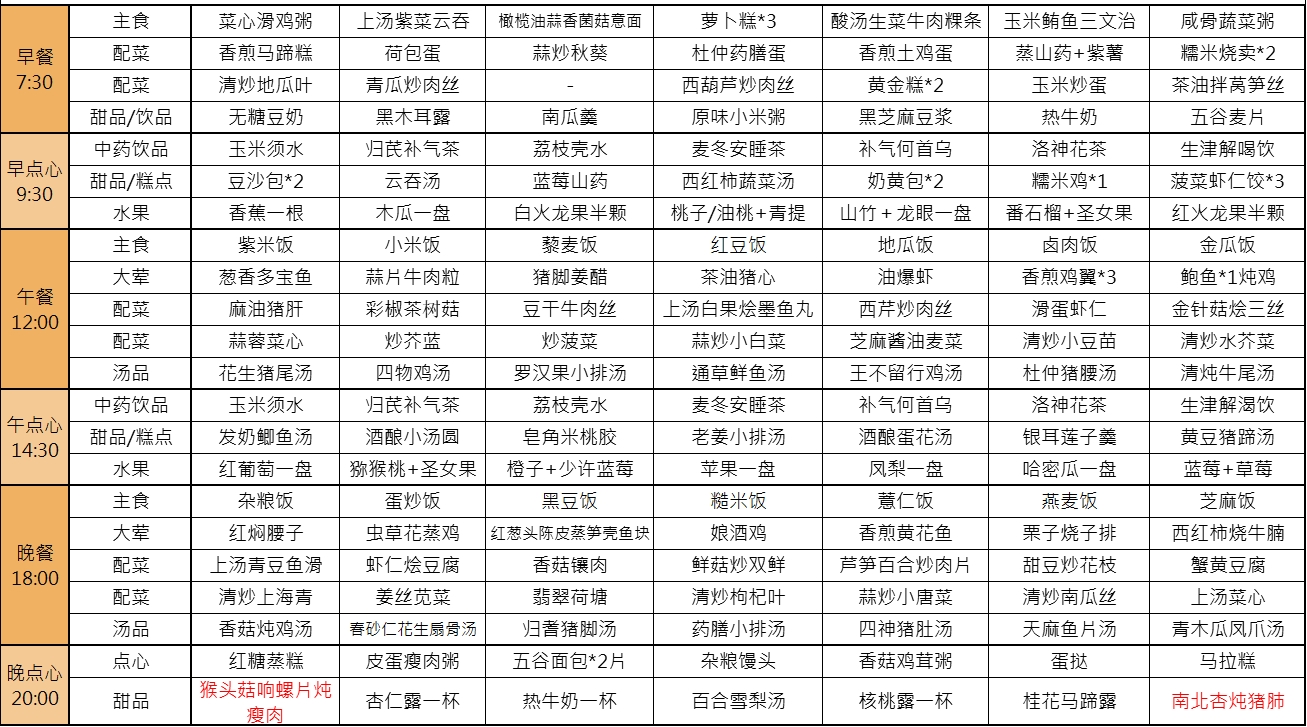 早餐
7:30
主食 菜心滑鸡粥 上汤紫菜云吞 橄榄油蒜香菌菇意面 萝卜糕*3 酸汤生菜牛肉粿条 玉米鲔鱼三文治 咸骨蔬菜粥
配菜 香煎马蹄糕 荷包蛋 蒜炒秋葵 杜仲药膳蛋 香煎土鸡蛋 蒸山药+紫薯 糯米烧卖*2
配菜 清炒地瓜叶 青瓜炒肉丝 - 西葫芦炒肉丝 黄金糕*2 玉米炒蛋 茶油拌莴笋丝
甜品/饮品 无糖豆奶 黑木耳露 南瓜羹 原味小米粥 黑芝麻豆浆 热牛奶 五谷麦片
早点心
9:30
中药饮品 玉米须水 归芪补气茶 荔枝壳水 麦冬安睡茶 补气何首乌 洛神花茶 生津解喝饮
甜品/糕点 豆沙包*2 云吞汤 蓝莓山药 西红柿蔬菜汤 奶黄包*2 糯米鸡*1 菠菜虾仁饺*3
水果 香蕉一根 木瓜一盘 白火龙果半颗 桃子/油桃+青提 山竹+龙眼一盘 番石榴+圣女果 红火龙果半颗
午餐
12:00
主食 紫米饭 小米饭 藜麦饭 红豆饭 地瓜饭 卤肉饭 金瓜饭
大荤 葱香多宝鱼 蒜片牛肉粒 猪脚姜醋 茶油猪心 油爆虾 香煎鸡翼*3 鲍鱼*1炖鸡
配菜 麻油猪肝 彩椒茶树菇 豆干牛肉丝 上汤白果烩墨鱼丸 西芹炒肉丝 滑蛋虾仁 金针菇烩三丝
配菜 蒜蓉菜心 炒芥蓝 炒菠菜 蒜炒小白菜 芝麻酱油麦菜 清炒小豆苗 清炒水芥菜
汤品 花生猪尾汤 四物鸡汤 罗汉果小排汤 通草鲜鱼汤 王不留行鸡汤 杜仲猪腰汤 清炖牛尾汤
午点心
14:30
中药饮品 玉米须水 归芪补气茶 荔枝壳水 麦冬安睡茶 补气何首乌 洛神花茶 生津解渴饮
甜品/糕点 发奶鲫鱼汤 酒酿小汤圆 皂角米桃胶 老姜小排汤 酒酿蛋花汤 银耳莲子羹 黄豆猪蹄汤
水果 红葡萄一盘 猕猴桃+圣女果 橙子+少许蓝莓 苹果一盘 凤梨一盘 哈密瓜一盘 蓝莓+草莓
晚餐
18:00
主食 杂粮饭 蛋炒饭 黑豆饭 糙米饭 薏仁饭 燕麦饭 芝麻饭
大荤 红焖腰子 虫草花蒸鸡 红葱头陈皮蒸笋壳鱼块 娘酒鸡 香煎黄花鱼 栗子烧子排 西红柿烧牛腩
配菜 上汤青豆鱼滑 虾仁烩豆腐 香菇镶肉 鲜菇炒双鲜 芦笋百合炒肉片 甜豆炒花枝 蟹黄豆腐
配菜 清炒上海青 姜丝苋菜 翡翠荷塘 清炒枸杞叶 蒜炒小唐菜 清炒南瓜丝 上汤菜心
汤品 香菇炖鸡汤 春砂仁花生扇骨汤 归耆猪脚汤 药膳小排汤 四神猪肚汤 天麻鱼片汤 青木瓜凤爪汤
晚点心
20:00
点心 红糖蒸糕 皮蛋瘦肉粥 五谷面包*2片 杂粮馒头 香菇鸡茸粥 蛋挞 马拉糕
甜品 猴头菇响螺片炖瘦肉 杏仁露一杯 热牛奶一杯 百合雪梨汤 核桃露一杯 桂花马蹄露 南北杏炖猪肺